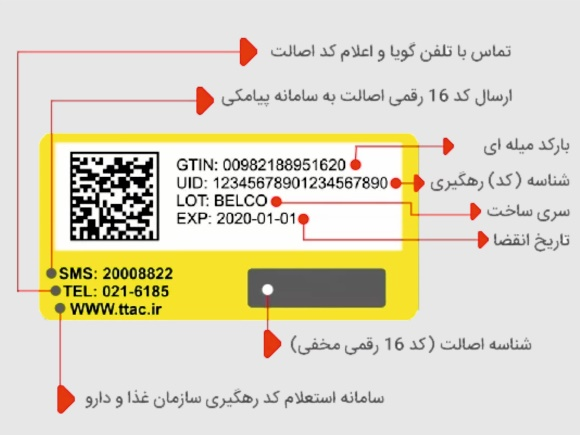 تماس با تلفن گویا و اعلام کد اصالت
ارسال کد 16 رقمی اصالت به سامانه پیامکی
بارکد میله ای
GTIN: 00982188951620
شناسه (کد) رهگیری
UID: 12345678901234567890
سری ساخت
LOT: BELCO
تاریخ انقضا
EXP: 2020-01-01
SMS: 20008822
TEL: 021-6185
WWW.ttac.ir
شناسه اصالت (کد 16 رقمی مخفی)
سامانه استعلام کد رهگیری سازمان غذا و دارو